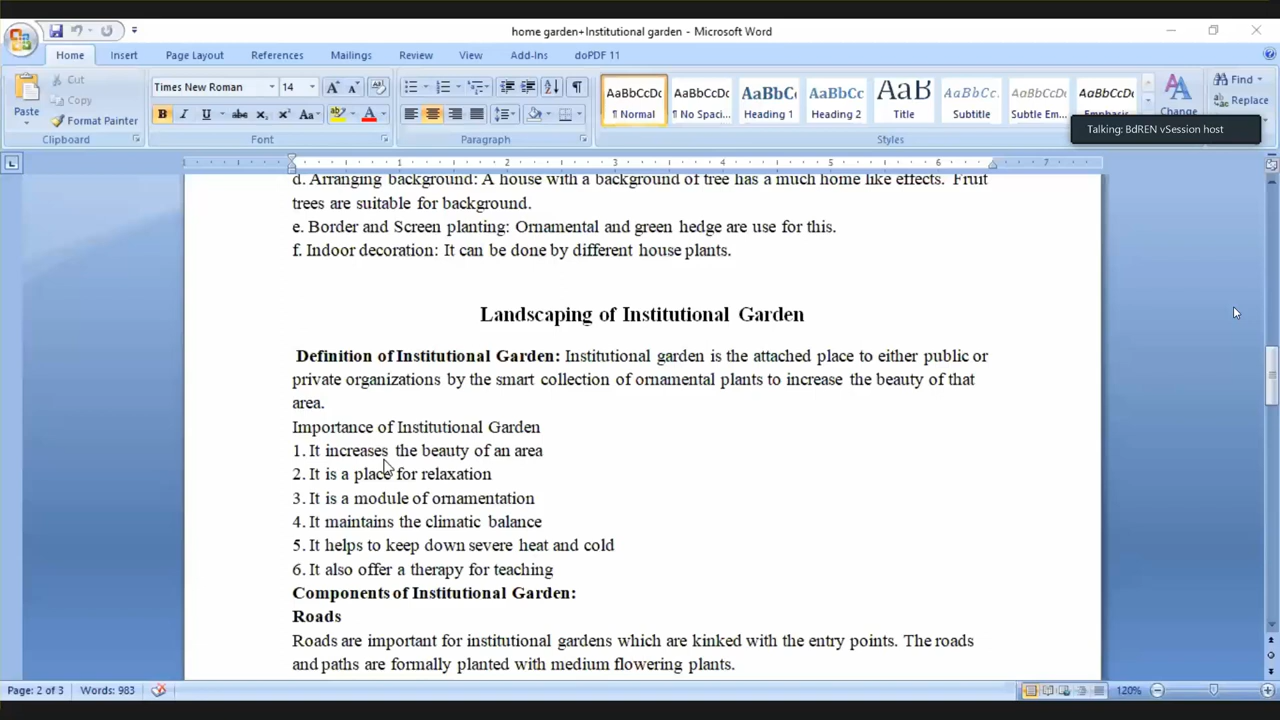 home garden+Institutional garden - Microsoft Word
Home Insert Page Layout References Mailings Review View Add-Ins doPDF 11
Paste
Cut
Copy
Format Painter
Clipboard
Times New Roman 14
Font
Paragraph
AaBbCcDc AaBbCcDc AaBbC AaBbCc AaB AaBbCc. AaBbCcDc AaBbCcDc
¶ Normal ¶ No Spaci... Heading 1 Heading 2 Title Subtitle Subtle Em... Emphasis
Change
Styles
Find
Replace
Talking: BdREN vSession host
1 1 2 3 4 5 6 7
d. Arranging background: A house with a background of tree has a much home like effects. Fruit
trees are suitable for background.
e. Border and Screen planting: Ornamental and green hedge are use for this.
f. Indoor decoration: It can be done by different house plants.
Landscaping of Institutional Garden
Definition of Institutional Garden: Institutional garden is the attached place to either public or
private organizations by the smart collection of ornamental plants to increase the beauty of that
area.
Importance of Institutional Garden
1. It increases the beauty of an area
2. It is a place for relaxation
3. It is a module of ornamentation
4. It maintains the climatic balance
5. It helps to keep down severe heat and cold
6. It also offer a therapy for teaching
Components of Institutional Garden:
Roads
Roads are important for institutional gardens which are kinked with the entry points. The roads
and paths are formally planted with medium flowering plants.
Page: 2 of 3 Words: 983 120%